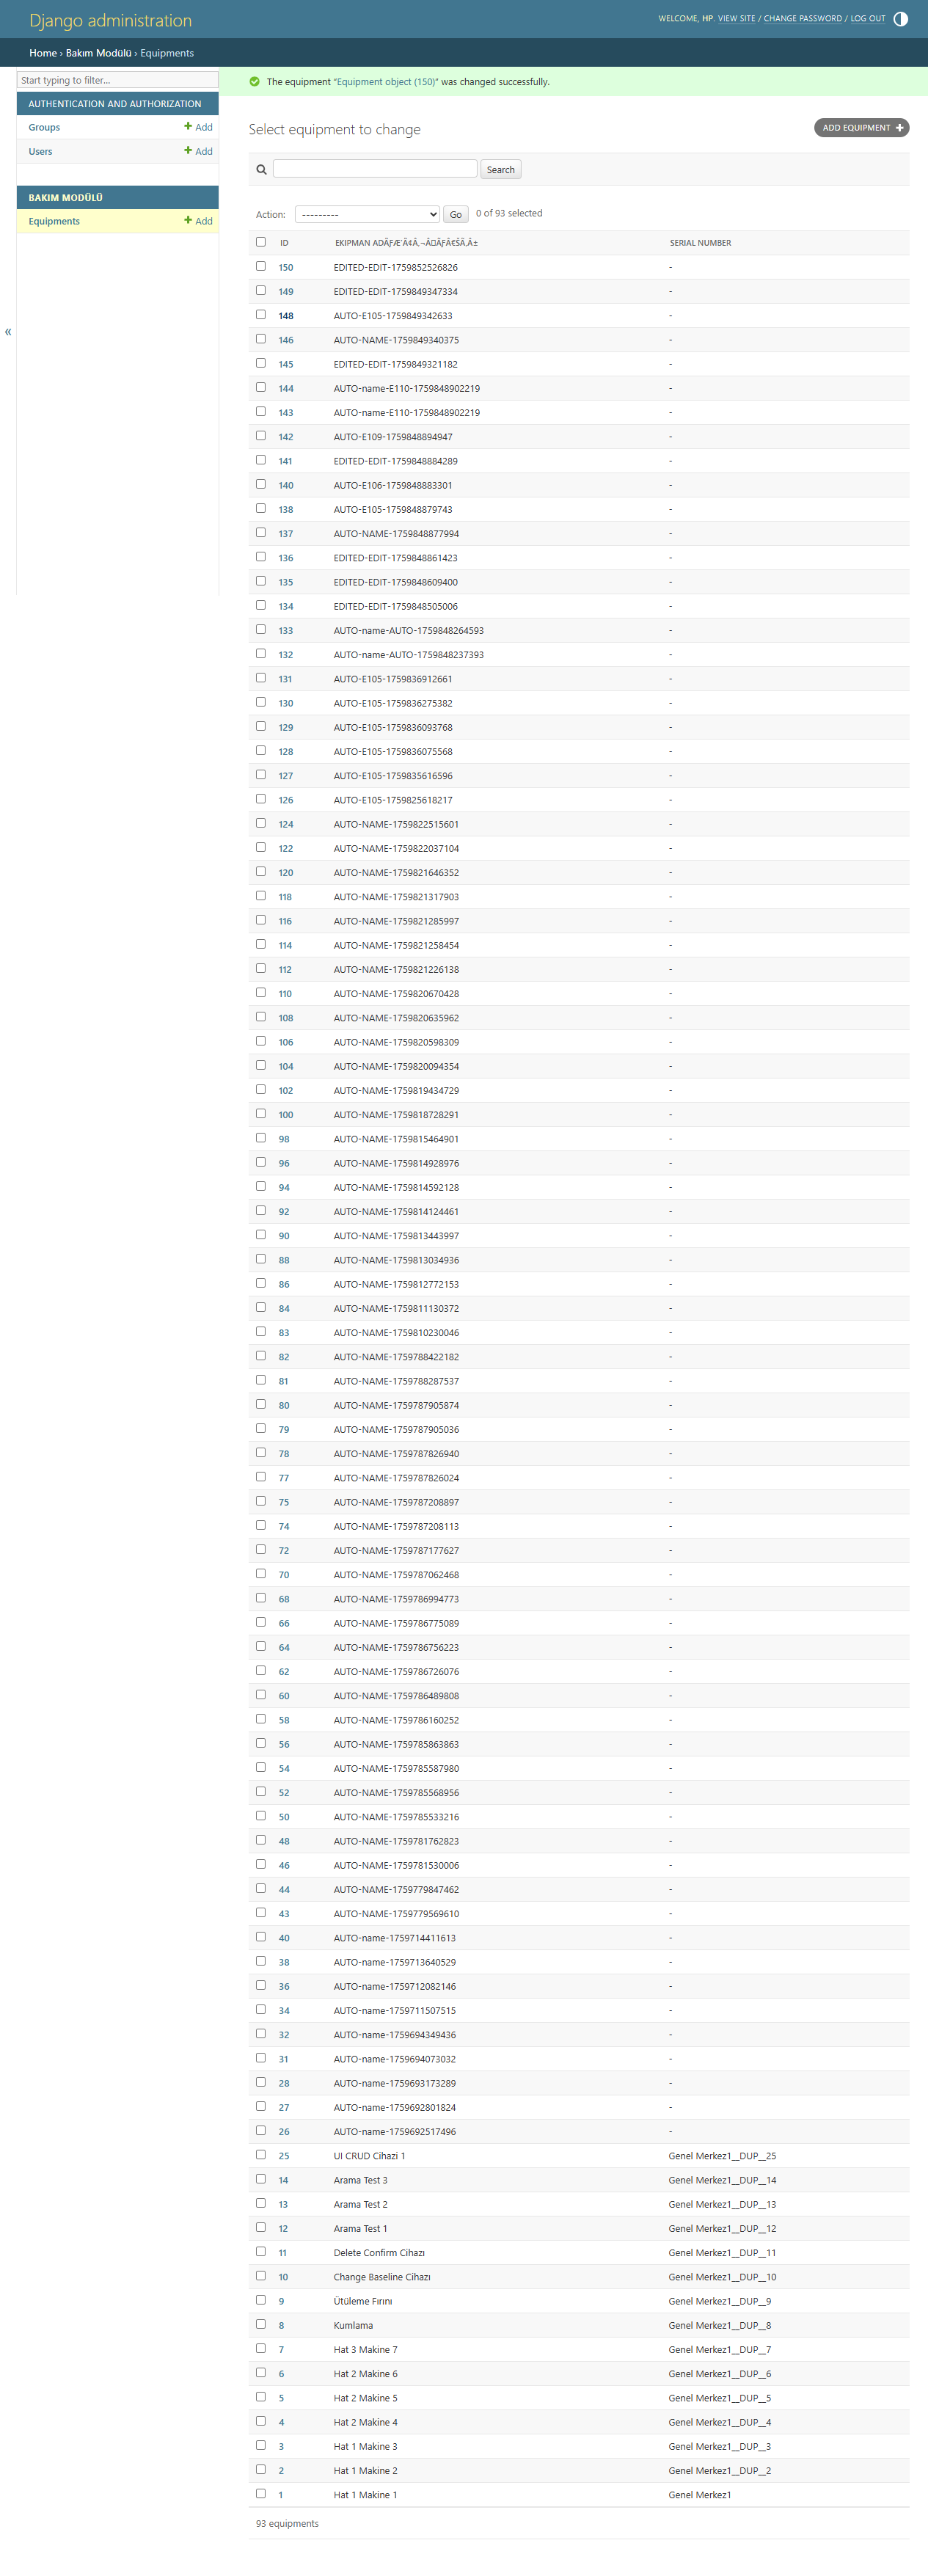 Django administration
WELCOME, HP. VIEW SITE / CHANGE PASSWORD / LOG OUT
Home › Bakım Modülü › Equipments
Start typing to filter...
AUTHENTICATION AND AUTHORIZATION
Groups Add
Users Add
BAKIM MODÜLÜ
Equipments Add
«
The equipment “Equipment object (150)” was changed successfully.
Select equipment to change
ADD EQUIPMENT
Search
Action: --------- Go 0 of 93 selected
ID EKIPMAN SERIAL NUMBER
150 EDITED-EDIT-1759852526826 -
149 EDITED-EDIT-1759849347334 -
148 AUTO-E105-1759849342633 -
146 AUTO-NAME-1759849340375 -
145 EDITED-EDIT-1759849321182 -
144 AUTO-name-E110-1759848902219 -
143 AUTO-name-E110-1759848902219 -
142 AUTO-E109-1759848894947 -
141 EDITED-EDIT-1759848884289 -
140 AUTO-E106-1759848883301 -
138 AUTO-E105-1759848879743 -
137 AUTO-NAME-1759848877994 -
136 EDITED-EDIT-1759848861423 -
135 EDITED-EDIT-1759848609400 -
134 EDITED-EDIT-1759848505006 -
133 AUTO-name-AUTO-1759848264593 -
132 AUTO-name-AUTO-1759848237393 -
131 AUTO-E105-1759836912661 -
130 AUTO-E105-1759836275382 -
129 AUTO-E105-1759836093768 -
128 AUTO-E105-1759836075568 -
127 AUTO-E105-1759835616596 -
126 AUTO-E105-1759825618217 -
124 AUTO-NAME-1759822515601 -
122 AUTO-NAME-1759822037104 -
120 AUTO-NAME-1759821646352 -
118 AUTO-NAME-1759821317903 -
116 AUTO-NAME-1759821285997 -
114 AUTO-NAME-1759821258454 -
112 AUTO-NAME-1759821226138 -
110 AUTO-NAME-1759820670428 -
108 AUTO-NAME-1759820635962 -
106 AUTO-NAME-1759820598309 -
104 AUTO-NAME-1759820094354 -
102 AUTO-NAME-1759819434729 -
100 AUTO-NAME-1759818728291 -
98 AUTO-NAME-1759815464901 -
96 AUTO-NAME-1759814928976 -
94 AUTO-NAME-1759814592128 -
92 AUTO-NAME-1759814124461 -
90 AUTO-NAME-1759813443997 -
88 AUTO-NAME-1759813034936 -
86 AUTO-NAME-1759812772153 -
84 AUTO-NAME-1759811130372 -
83 AUTO-NAME-1759810230046 -
82 AUTO-NAME-1759788422182 -
81 AUTO-NAME-1759788287537 -
80 AUTO-NAME-1759787905874 -
79 AUTO-NAME-1759787905036 -
78 AUTO-NAME-1759787826940 -
77 AUTO-NAME-1759787826024 -
75 AUTO-NAME-1759787208897 -
74 AUTO-NAME-1759787208113 -
72 AUTO-NAME-1759787177627 -
70 AUTO-NAME-1759787062468 -
68 AUTO-NAME-1759786994773 -
66 AUTO-NAME-1759786775089 -
64 AUTO-NAME-1759786756223 -
62 AUTO-NAME-1759786726076 -
60 AUTO-NAME-1759786489808 -
58 AUTO-NAME-1759786160252 -
56 AUTO-NAME-1759785863863 -
54 AUTO-NAME-1759785587980 -
52 AUTO-NAME-1759785568956 -
50 AUTO-NAME-1759785533216 -
48 AUTO-NAME-1759781762823 -
46 AUTO-NAME-1759781530006 -
44 AUTO-NAME-1759779847462 -
43 AUTO-NAME-1759779569610 -
40 AUTO-name-1759714411613 -
38 AUTO-name-1759713640529 -
36 AUTO-name-1759712082146 -
34 AUTO-name-1759711507515 -
32 AUTO-name-1759694349436 -
31 AUTO-name-1759694073032 -
28 AUTO-name-1759693173289 -
27 AUTO-name-1759692801824 -
26 AUTO-name-1759692517496 -
25 UI CRUD Cihazi 1 Genel Merkez1__DUP__25
14 Arama Test 3 Genel Merkez1__DUP__14
13 Arama Test 2 Genel Merkez1__DUP__13
12 Arama Test 1 Genel Merkez1__DUP__12
11 Delete Confirm Cihazı Genel Merkez1__DUP__11
10 Change Baseline Cihazı Genel Merkez1__DUP__10
9 Ütüleme Fırını Genel Merkez1__DUP__9
8 Kumlama Genel Merkez1__DUP__8
7 Hat 3 Makine 7 Genel Merkez1__DUP__7
6 Hat 2 Makine 6 Genel Merkez1__DUP__6
5 Hat 2 Makine 5 Genel Merkez1__DUP__5
4 Hat 2 Makine 4 Genel Merkez1__DUP__4
3 Hat 1 Makine 3 Genel Merkez1__DUP__3
2 Hat 1 Makine 2 Genel Merkez1__DUP__2
1 Hat 1 Makine 1 Genel Merkez1
93 equipments